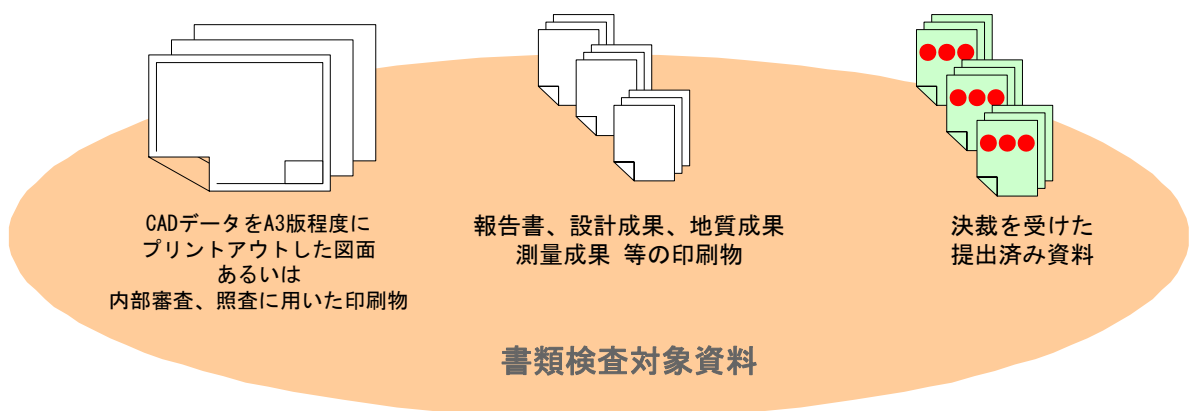 CADデータをA3版程度に
プリントアウトした図面
あるいは
内部審査、照査に用いた印刷物
報告書、設計成果、地質成果
測量成果 等の印刷物
決裁を受けた
提出済み資料
書類検査対象資料